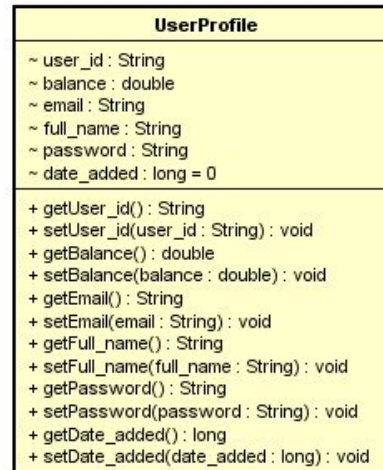 UserProfile
~ user_id : String
~ balance : double
~ email : String
~ full_name : String
~ password : String
~ date_added : long = 0
+ getUser_id() : String
+ setUser_id(user_id : String) : void
+ getBalance() : double
+ setBalance(balance : double) : void
+ getEmail() : String
+ setEmail(email : String) : void
+ getFull_name() : String
+ setFull_name(full_name : String) : void
+ getPassword() : String
+ setPassword(password : String) : void
+ getDate_added() : long
+ setDate_added(date_added : long) : void